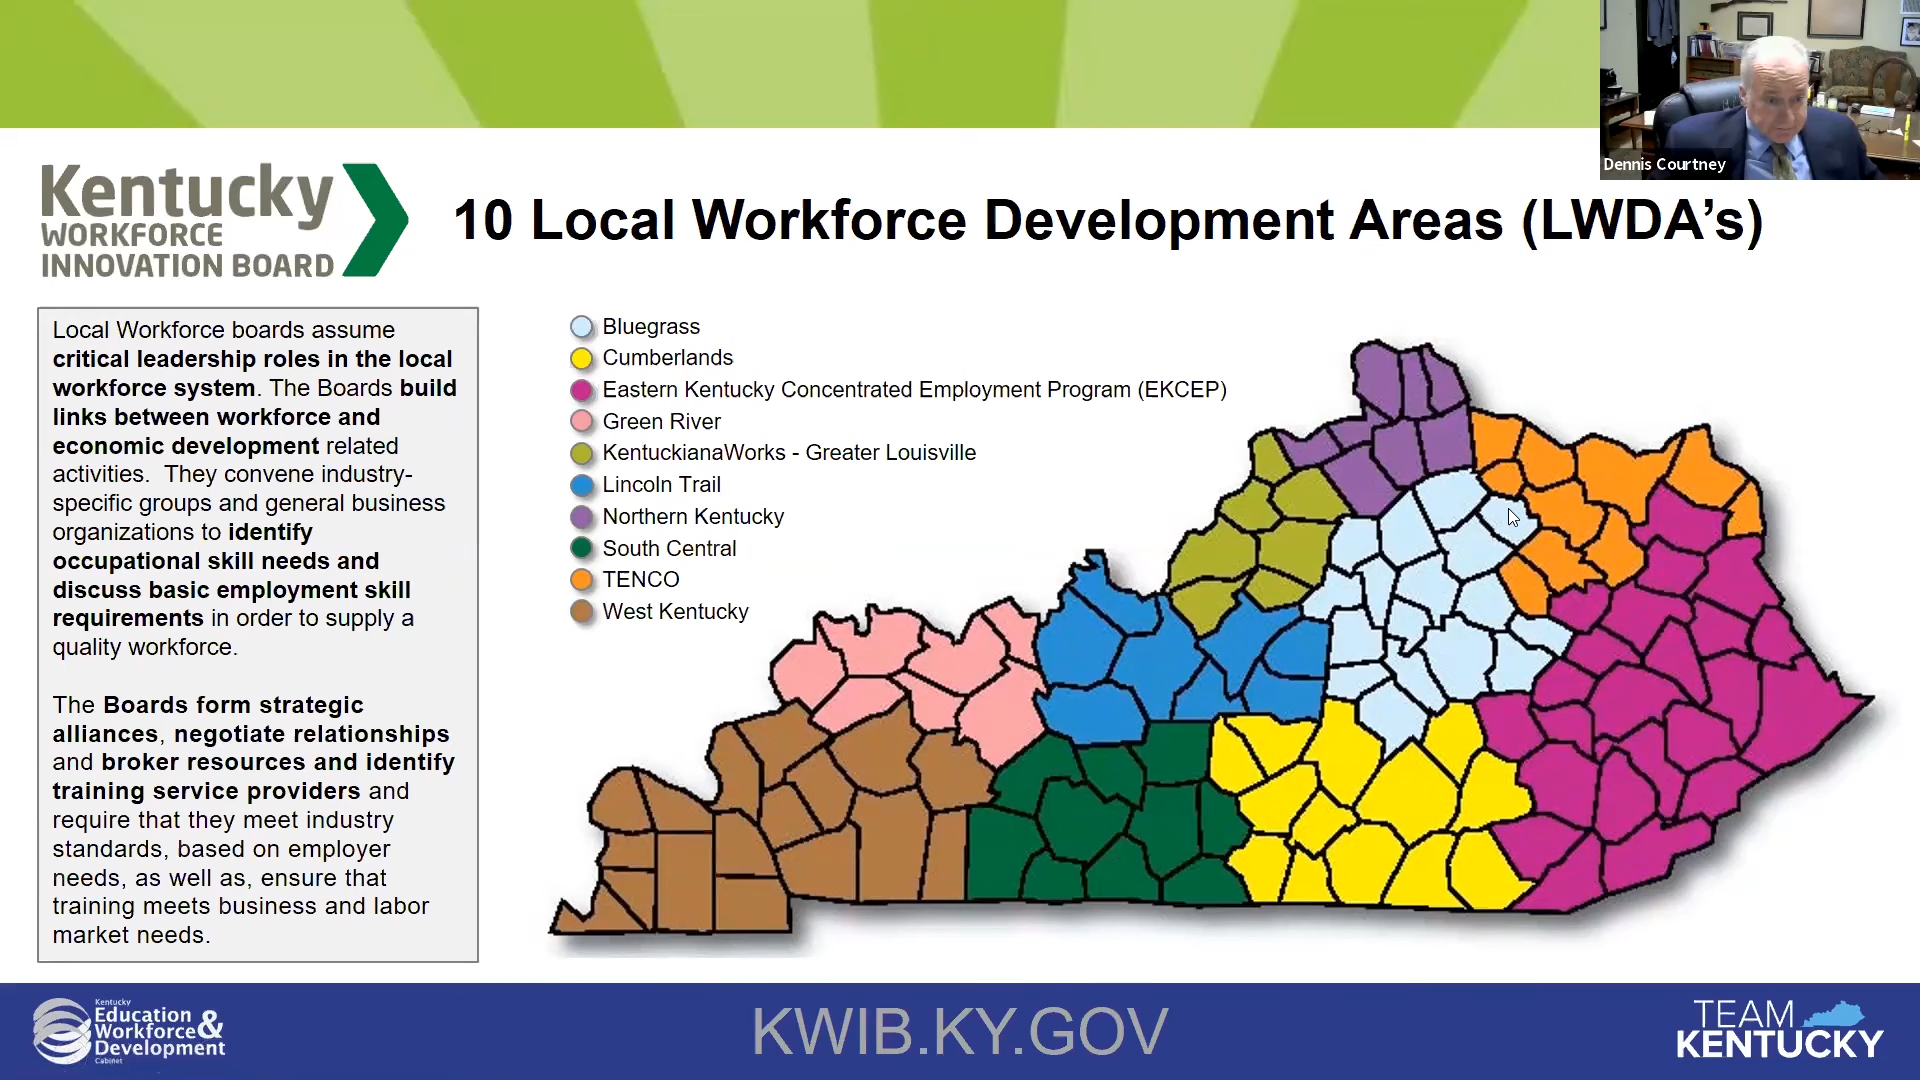 Dennis Courtney
Kentucky
WORKFORCE
INNOVATION BOARD
10 Local Workforce Development Areas (LWDA’s)
Local Workforce boards assume
critical leadership roles in the local
workforce system. The Boards build
links between workforce and
economic development related
activities.  They convene industry-
specific groups and general business
organizations to identify
occupational skill needs and
discuss basic employment skill
requirements in order to supply a
quality workforce.
The Boards form strategic
alliances, negotiate relationships
and broker resources and identify
training service providers and
require that they meet industry
standards, based on employer
needs, as well as, ensure that
training meets business and labor
market needs.
Bluegrass
Cumberlands
Eastern Kentucky Concentrated Employment Program (EKCEP)
Green River
KentuckianaWorks - Greater Louisville
Lincoln Trail
Northern Kentucky
South Central
TENCO
West Kentucky
Kentucky
Education &
Workforce
Development
Cabinet
KWIB.KY.GOV
TEAM
KENTUCKY